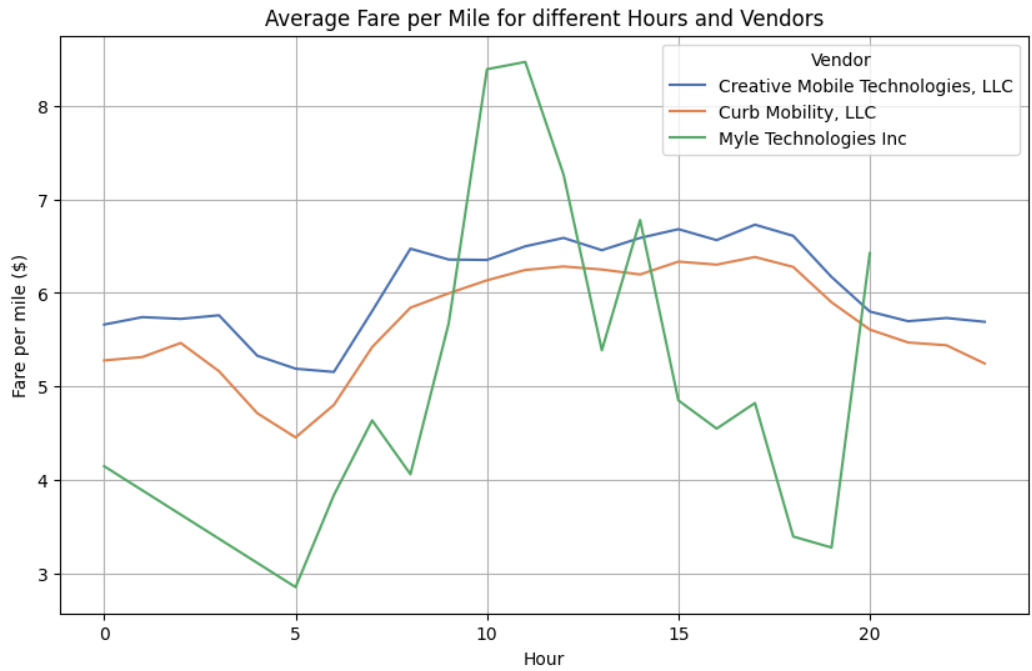 Average Fare per Mile for different Hours and Vendors
Vendor
Creative Mobile Technologies, LLC
Curb Mobility, LLC
Myle Technologies Inc
Fare per mile ($)
8
7
6
5
4
3
0 5 10 15 20
Hour